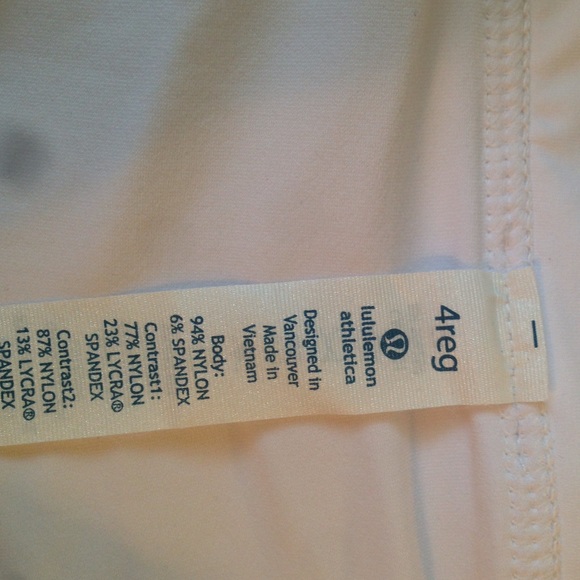 4reg
lululemon
athletica
Designed in
Vancouver
Made in
Vietnam
Body:
94% NYLON
6% SPANDEX
Contrast1:
77% NYLON
23% LYCRA®
SPANDEX
Contrast2:
87% NYLON
13% LYCRA®
SPANDEX